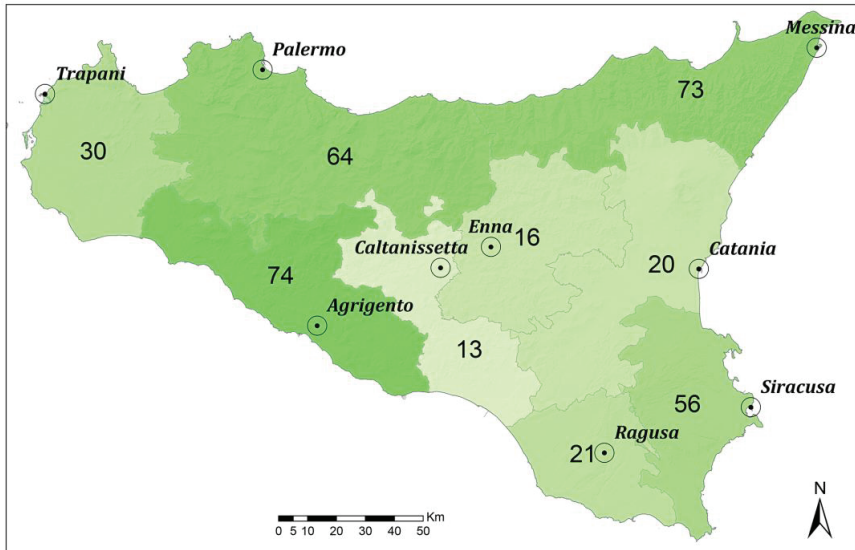 Messina
Palermo
Trapani
73
30
64
Enna
16
Caltanissetta
Catania
20
74
Agrigento
13
Siracusa
56
Ragusa
21
N
Km
0 5 10 20 30 40 50